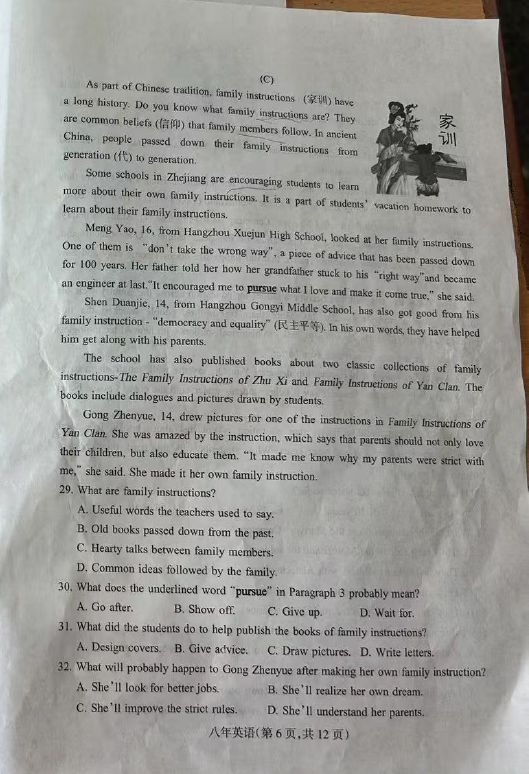 (C)
As part of Chinese tradition, family instructions (家训) have
a long history. Do you know what family instructions are? They
are common beliefs (信仰) that family members follow. In ancient
China, people passed down their family instructions from
generation (代) to generation.
家训
Some schools in Zhejiang are encouraging students to learn
more about their own family instructions. It is a part of students' vacation homework to
learn about their family instructions.
Meng Yao, 16, from Hangzhou Xuejun High School, looked at her family instructions.
One of them is "don't take the wrong way", a piece of advice that has been passed down
for 100 years. Her father told her how her grandfather stuck to his "right way"and became
an engineer at last."It encouraged me to pursue what I love and make it come true," she said.
Shen Duanjie, 14, from Hangzhou Gongyi Middle School, has also got good from his
family instruction - "democracy and equality" (民主平等). In his own words, they have helped
him get along with his parents.
The school has also published books about two classic collections of family
instructions-The Family Instructions of Zhu Xi and Family Instructions of Yan Clan. The
books include dialogues and pictures drawn by students.
Gong Zhenyue, 14, drew pictures for one of the instructions in Family Instructions of
Yan Clan. She was amazed by the instruction, which says that parents should not only love
their children, but also educate them. "It made me know why my parents were strict with
me," she said. She made it her own family instruction.
29. What are family instructions?
A. Useful words the teachers used to say.
B. Old books passed down from the past.
C. Hearty talks between family members.
D. Common ideas followed by the family.
30. What does the underlined word "pursue" in Paragraph 3 probably mean?
A. Go after. B. Show off. C. Give up. D. Wait for.
31. What did the students do to help publish the books of family instructions?
A. Design covers. B. Give advice. C. Draw pictures. D. Write letters.
32. What will probably happen to Gong Zhenyue after making her own family instruction?
A. She'll look for better jobs. B. She'll realize her own dream.
C. She'll improve the strict rules. D. She'll understand her parents.
八年英语(第6页,共12页)